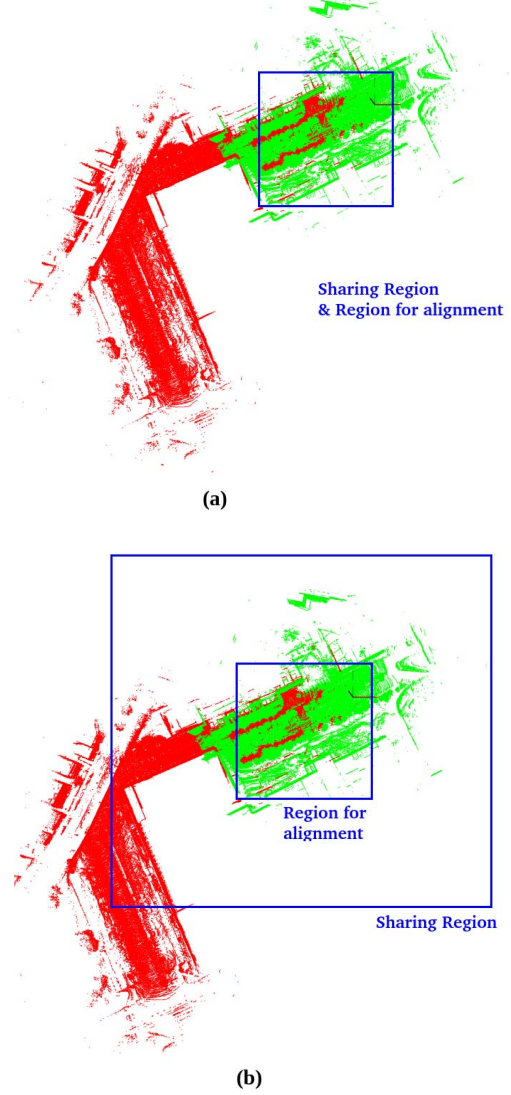 Sharing Region
& Region for alignment
(a)
Region for
alignment
Sharing Region
(b)